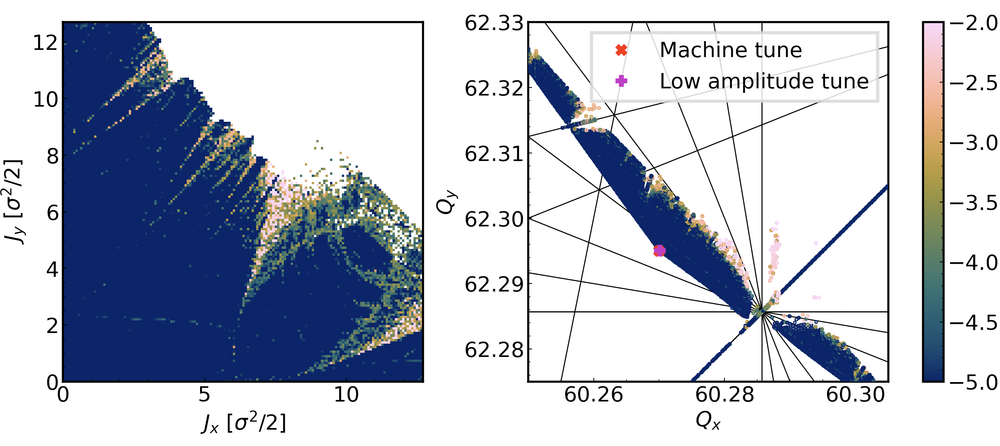 12
10
8
6
4
2
0
0 5 10
J_y [σ²/2]
J_x [σ²/2]
62.33
62.32
62.31
62.30
62.29
62.28
60.26 60.28 60.30
Q_y
Q_x
Machine tune
Low amplitude tune
−2.0
−2.5
−3.0
−3.5
−4.0
−4.5
−5.0